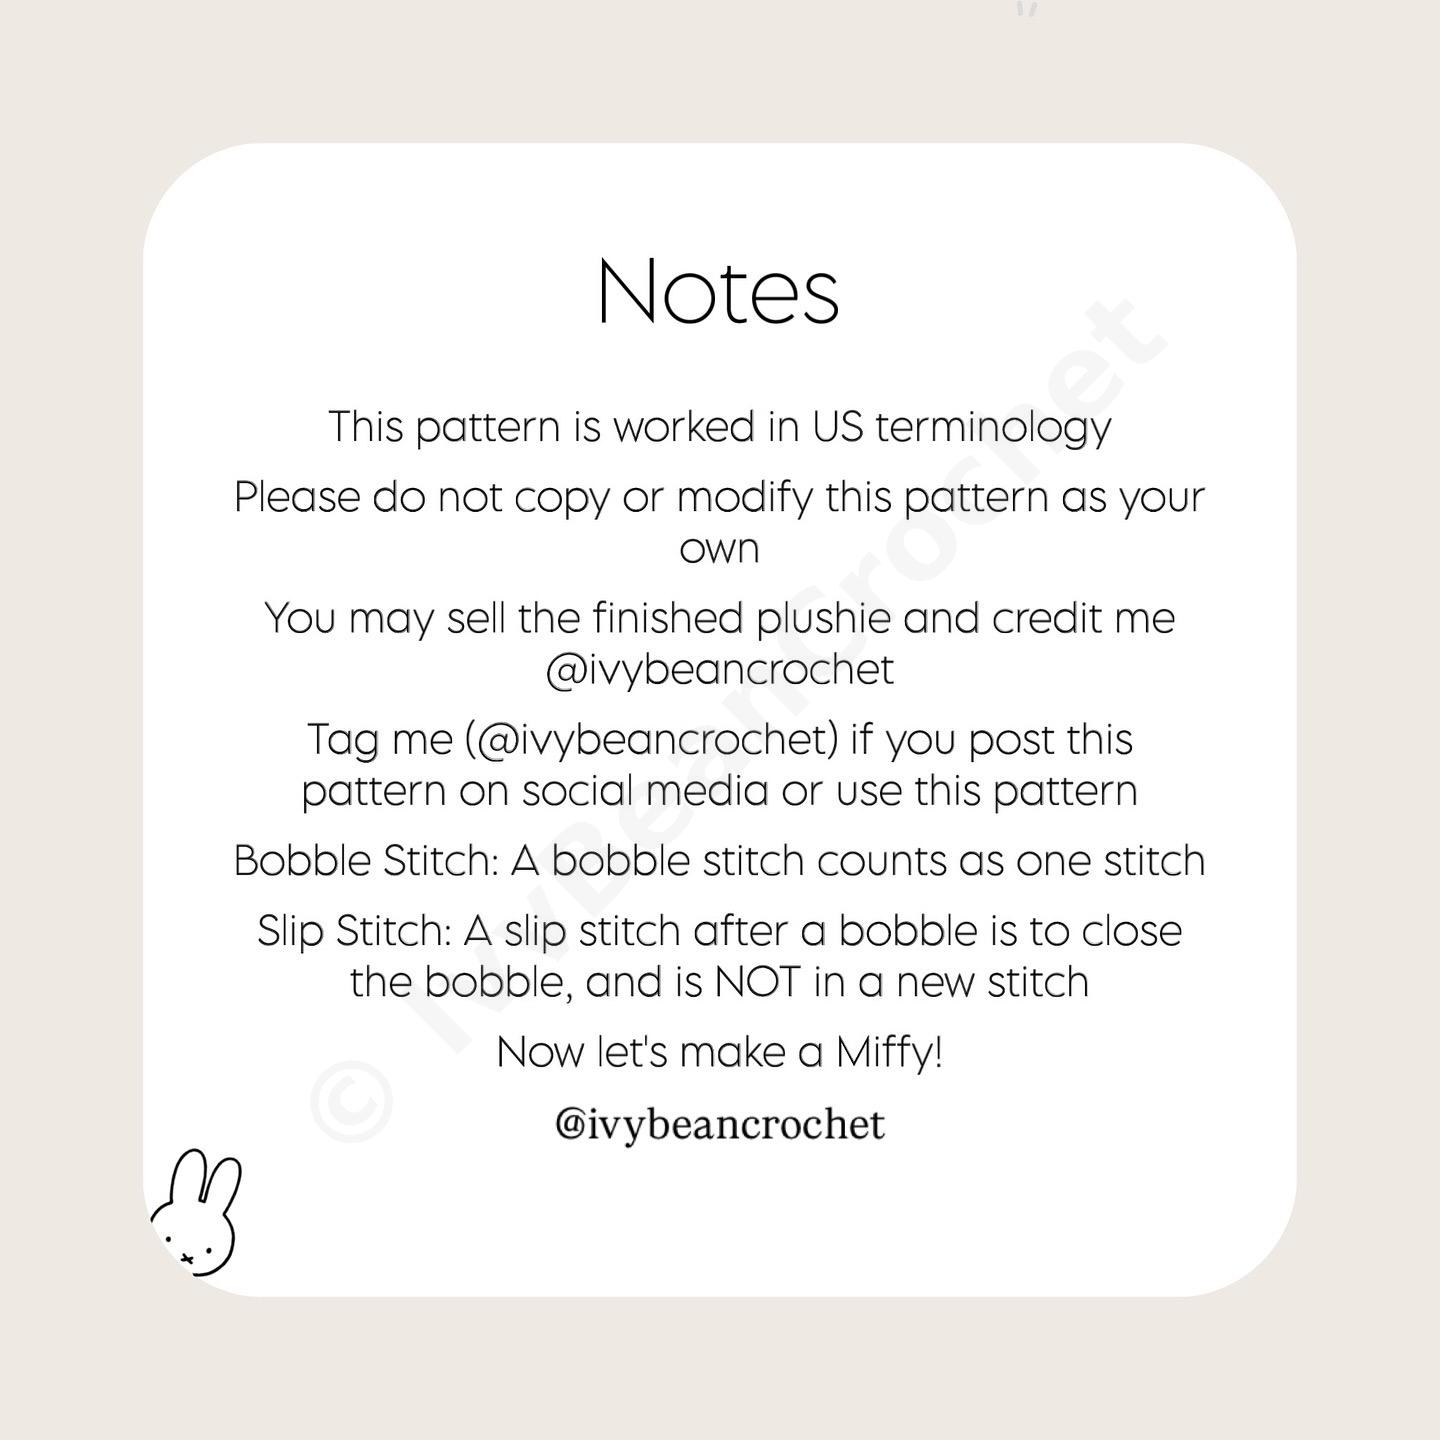 Notes
This pattern is worked in US terminology
Please do not copy or modify this pattern as your
own
You may sell the finished plushie and credit me
@ivybeancrochet
Tag me (@ivybeancrochet) if you post this
pattern on social media or use this pattern
Bobble Stitch: A bobble stitch counts as one stitch
Slip Stitch: A slip stitch after a bobble is to close
the bobble, and is NOT in a new stitch
Now let's make a Miffy!
@ivybeancrochet
© IvyBeanCrochet